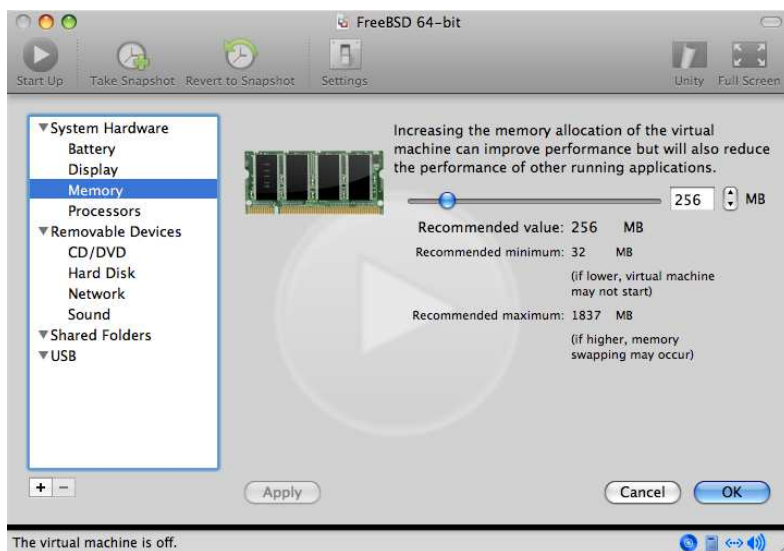 FreeBSD 64-bit
Start Up
Take Snapshot
Revert to Snapshot
Settings
Unity
Full Screen
System Hardware
Battery
Display
Memory
Processors
Removable Devices
CD/DVD
Hard Disk
Network
Sound
Shared Folders
USB
Increasing the memory allocation of the virtual
machine can improve performance but will also reduce
the performance of other running applications.
256 MB
Recommended value: 256 MB
Recommended minimum: 32 MB
(if lower, virtual machine
may not start)
Recommended maximum: 1837 MB
(if higher, memory
swapping may occur)
+ −
Apply
Cancel
OK
The virtual machine is off.